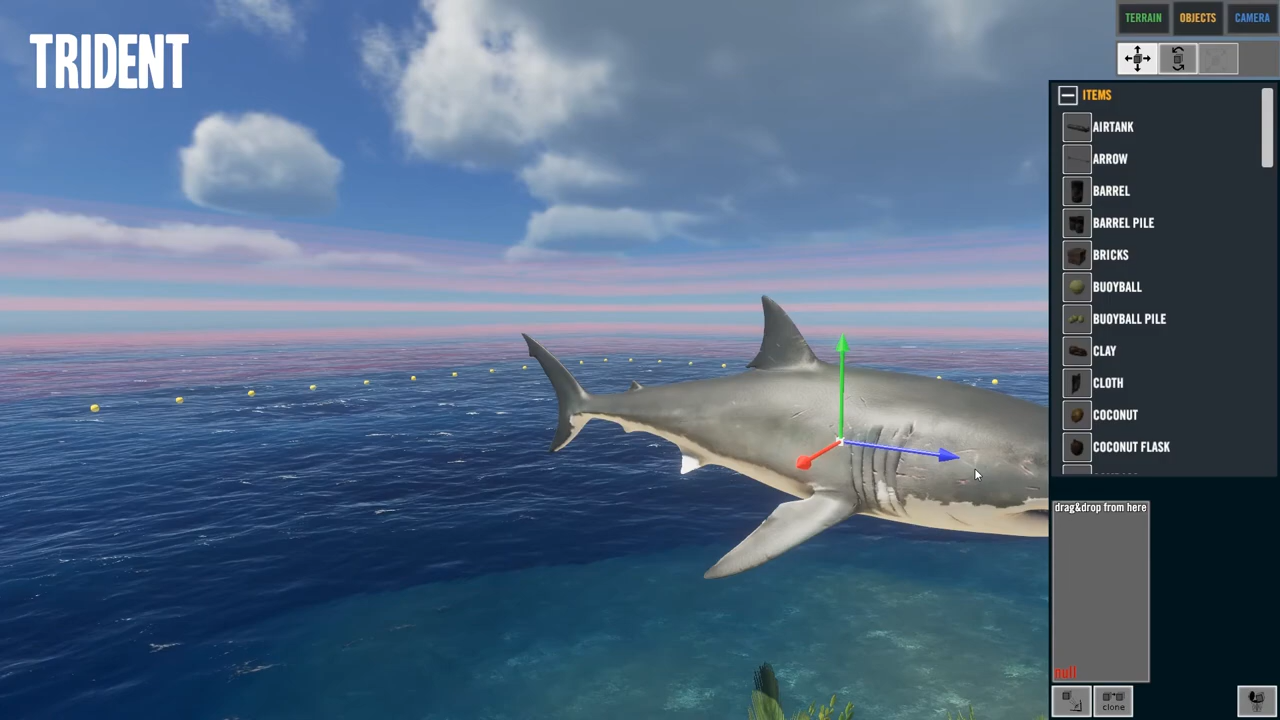 TRIDENT
TERRAIN
OBJECTS
CAMERA
ITEMS
AIRTANK
ARROW
BARREL
BARREL PILE
BRICKS
BUOYBALL
BUOYBALL PILE
CLAY
CLOTH
COCONUT
COCONUT FLASK
drag&drop from here
null
clone